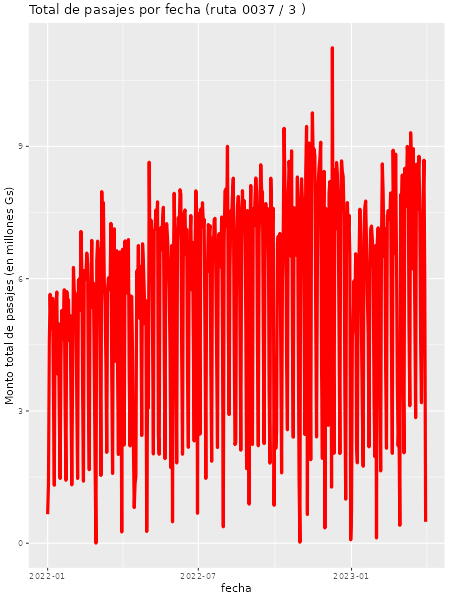 Total de pasajes por fecha (ruta 0037 / 3 )
Monto total de pasajes (en millones Gs)
9
6
3
0
2022-01 2022-07 2023-01
fecha